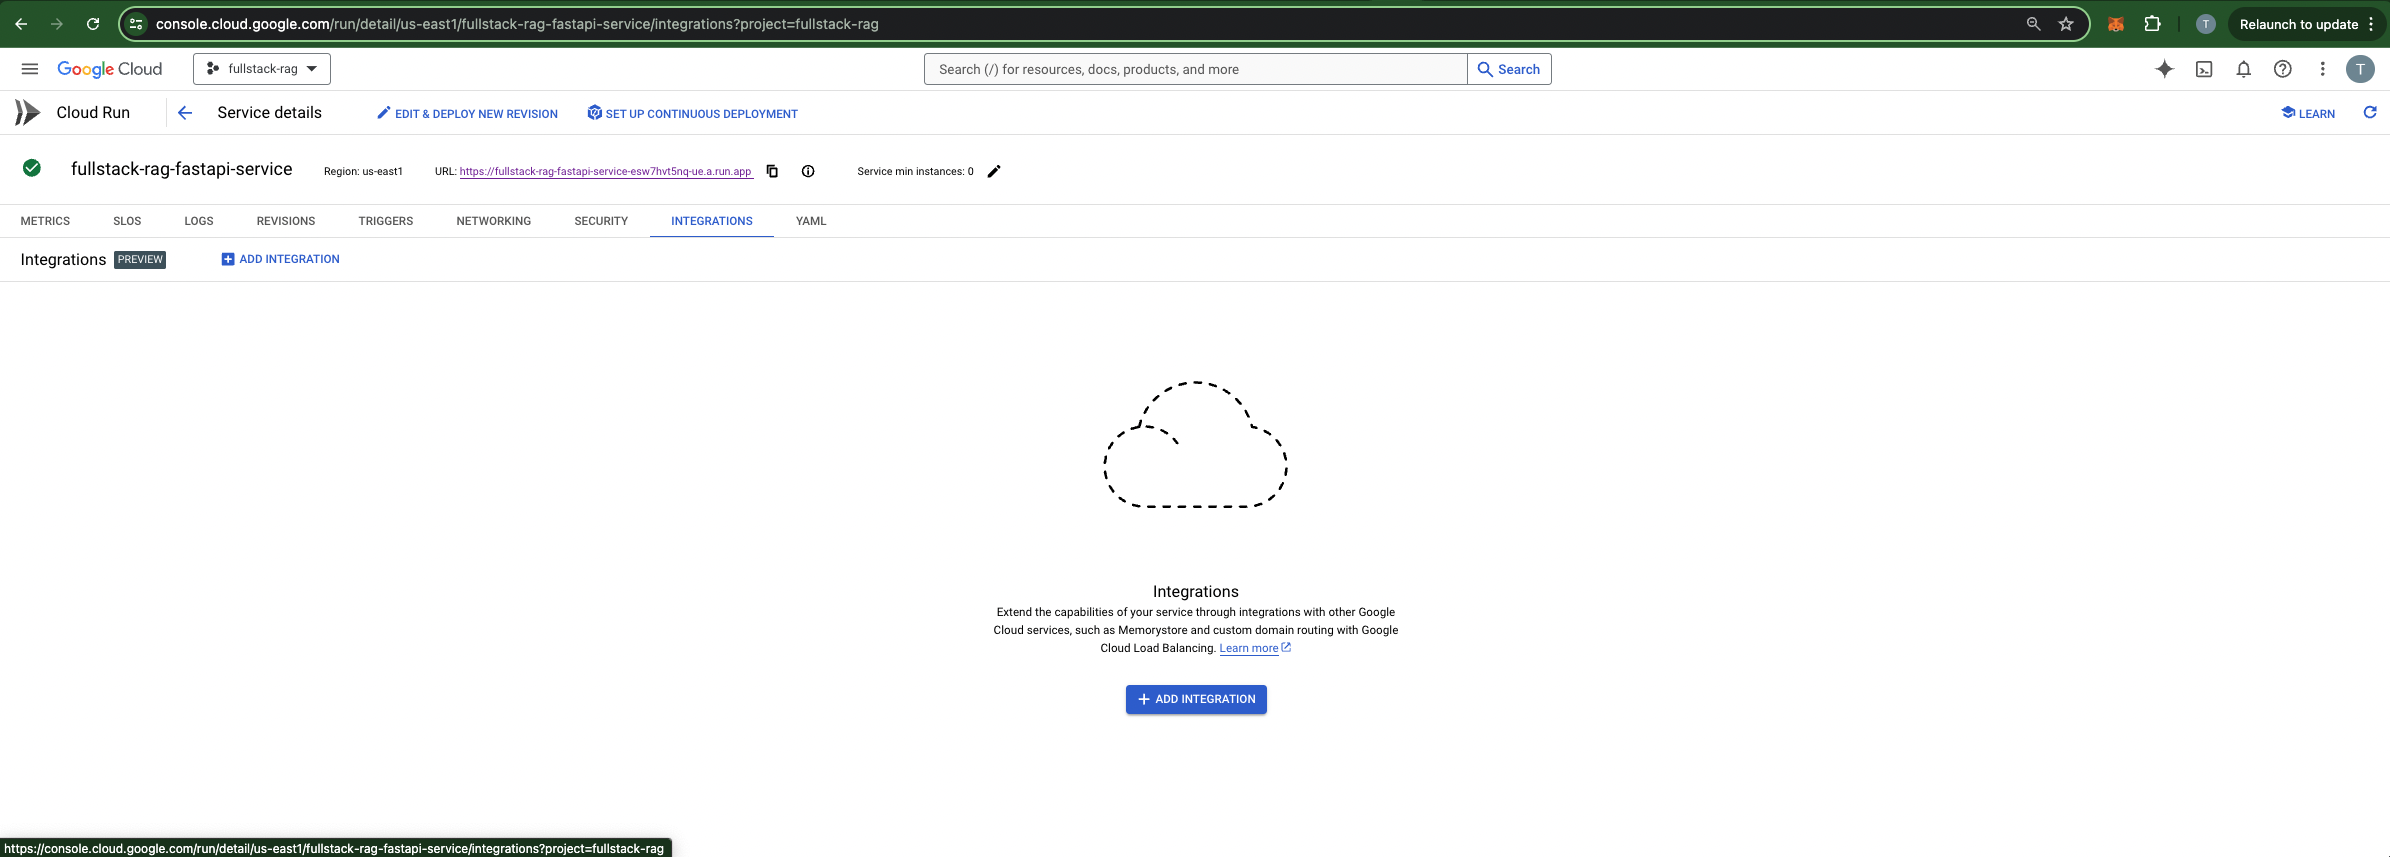 console.cloud.google.com/run/detail/us-east1/fullstack-rag-fastapi-service/integrations?project=fullstack-rag
T
Relaunch to update
Google Cloud
fullstack-rag
Search (/) for resources, docs, products, and more
Search
T
Cloud Run
Service details
EDIT & DEPLOY NEW REVISION
SET UP CONTINUOUS DEPLOYMENT
LEARN
fullstack-rag-fastapi-service
Region: us-east1
URL: https://fullstack-rag-fastapi-service-esw7hvt5nq-ue.a.run.app
Service min instances: 0
METRICS
SLOS
LOGS
REVISIONS
TRIGGERS
NETWORKING
SECURITY
INTEGRATIONS
YAML
Integrations
PREVIEW
ADD INTEGRATION
Integrations
Extend the capabilities of your service through integrations with other Google
Cloud services, such as Memorystore and custom domain routing with Google
Cloud Load Balancing. Learn more
ADD INTEGRATION
https://console.cloud.google.com/run/detail/us-east1/fullstack-rag-fastapi-service/integrations?project=fullstack-rag